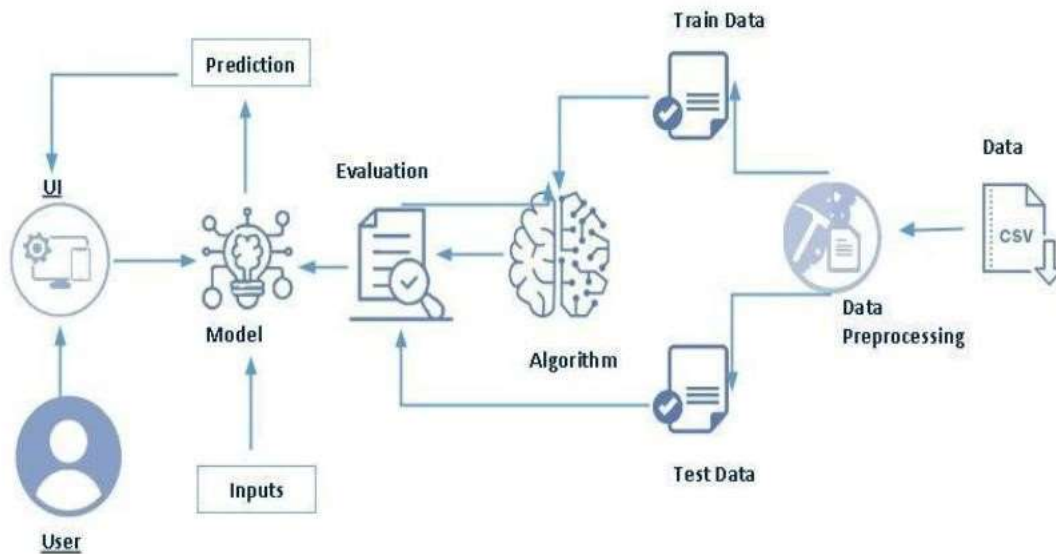 Train Data
Prediction
Data
Evaluation
UI
CSV
Data
Preprocessing
Model
Algorithm
Test Data
Inputs
User